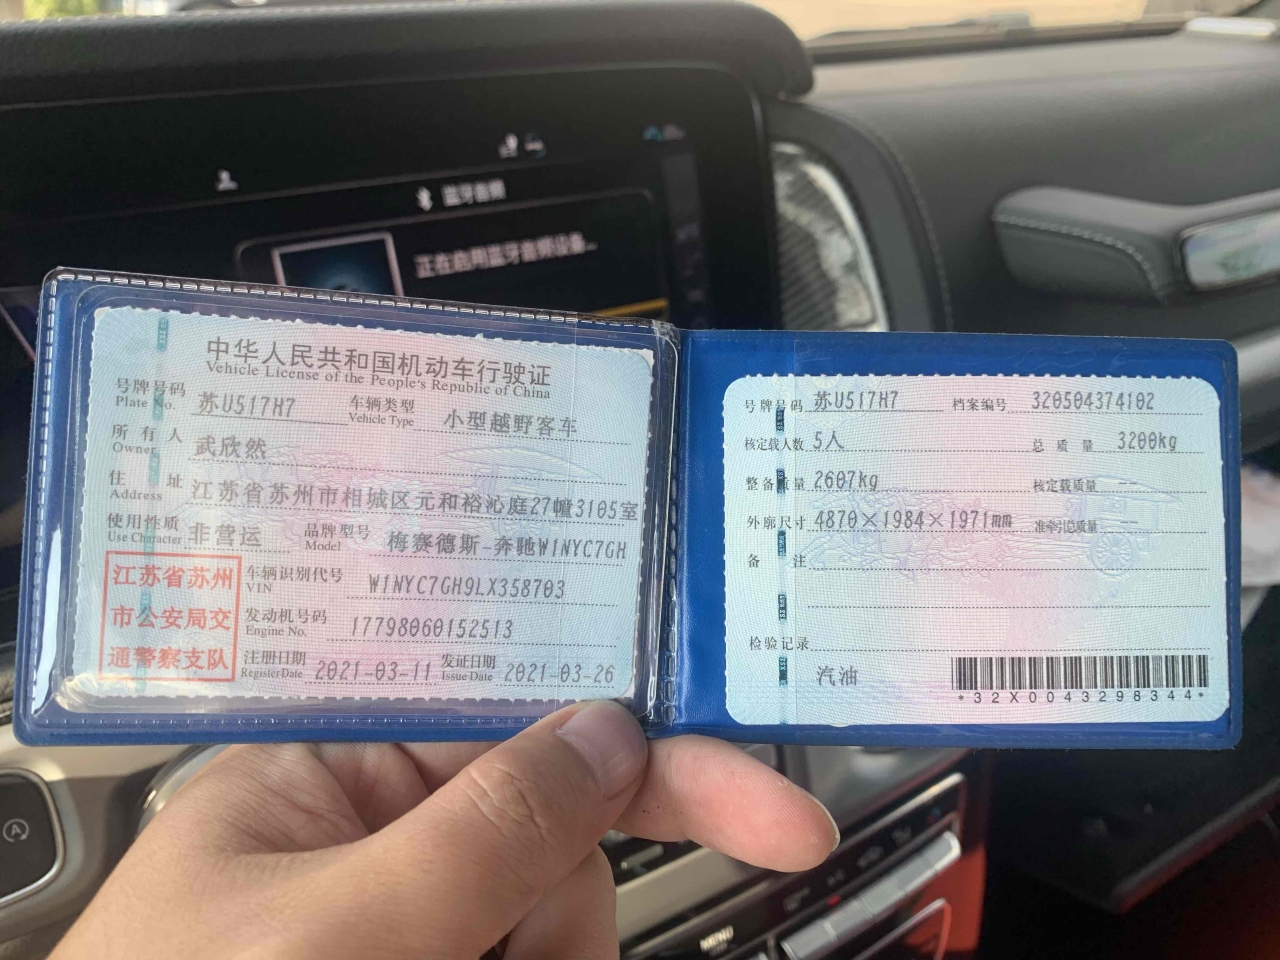 蓝牙音频
正在启用蓝牙音频设备...
中华人民共和国机动车行驶证
Vehicle License of the People's Republic of China
号牌号码 苏U517H7 车辆类型 小型越野客车
Plate No. Vehicle Type
所有人 武欣然
Owner
住址 江苏省苏州市相城区元和裕沁庭27幢3105室
Address
使用性质 非营运 品牌型号 梅赛德斯-奔驰W1NYC7GH
Use Character Model
江苏省苏州
市公安局交
通警察支队
车辆识别代号 W1NYC7GH9LX358703
VIN
发动机号码 17798060152513
Engine No.
注册日期 2021-03-11 发证日期 2021-03-26
Register Date Issue Date
号牌号码 苏U517H7 档案编号 320504374102
核定载人数 5人 总质量 3200kg
整备质量 2607kg 核定载质量 --
外廓尺寸 4870×1984×1971mm 准牵引总质量 --
备注
检验记录
汽油
*32X0043298344*
A
MENU